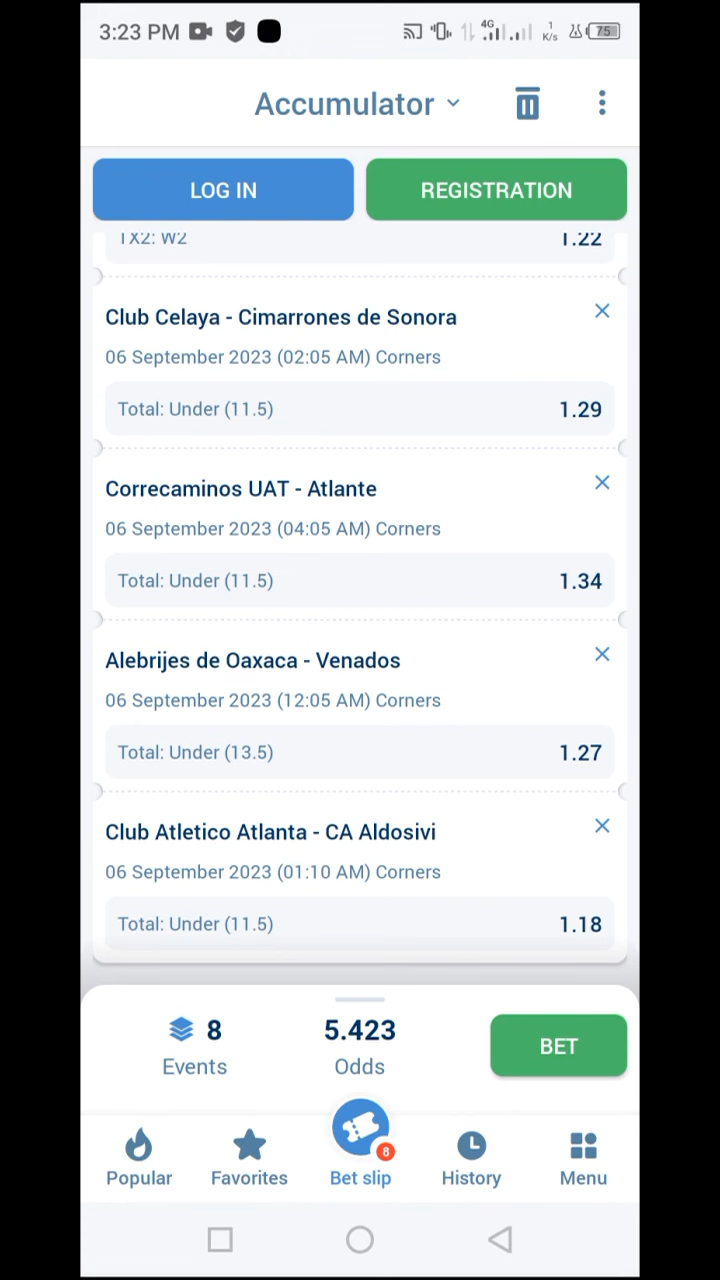 3:23 PM
4G
1
K/s
75
Accumulator
LOG IN
REGISTRATION
1X2: W2 1.22
Club Celaya - Cimarrones de Sonora
06 September 2023 (02:05 AM) Corners
Total: Under (11.5) 1.29
Correcaminos UAT - Atlante
06 September 2023 (04:05 AM) Corners
Total: Under (11.5) 1.34
Alebrijes de Oaxaca - Venados
06 September 2023 (12:05 AM) Corners
Total: Under (13.5) 1.27
Club Atletico Atlanta - CA Aldosivi
06 September 2023 (01:10 AM) Corners
Total: Under (11.5) 1.18
8 5.423 BET
Events Odds
8
Popular Favorites Bet slip History Menu